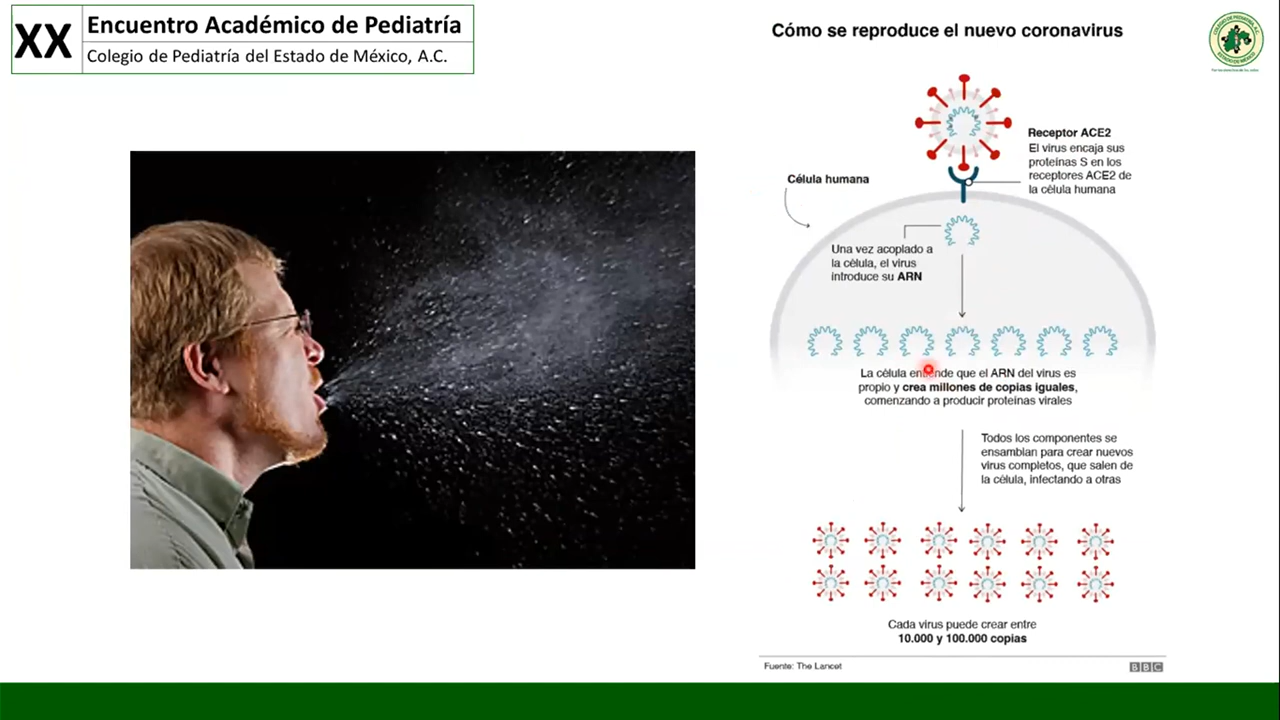 XX
Encuentro Académico de Pediatría
Colegio de Pediatría del Estado de México, A.C.
Cómo se reproduce el nuevo coronavirus
Receptor ACE2
El virus encaja sus
proteínas S en los
receptores ACE2 de
la célula humana
Célula humana
Una vez acoplado a
la célula, el virus
introduce su ARN
La célula entiende que el ARN del virus es
propio y crea millones de copias iguales,
comenzando a producir proteínas virales
Todos los componentes se
ensamblan para crear nuevos
virus completos, que salen de
la célula, infectando a otras
Cada virus puede crear entre
10.000 y 100.000 copias
Fuente: The Lancet
BBC